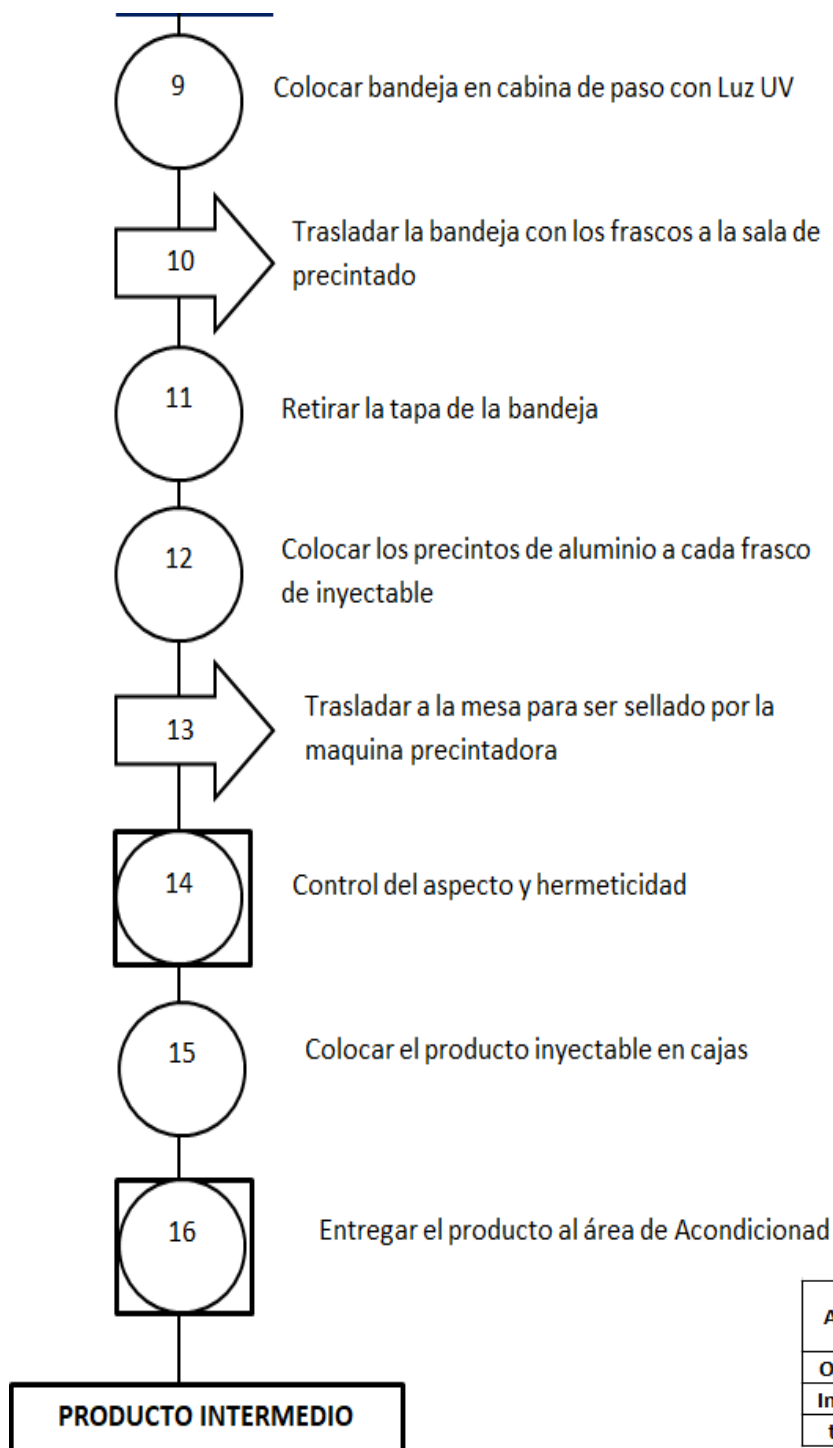 9
Colocar bandeja en cabina de paso con Luz UV
10
Trasladar la bandeja con los frascos a la sala de
precintado
11
Retirar la tapa de la bandeja
12
Colocar los precintos de aluminio a cada frasco
de inyectable
13
Trasladar a la mesa para ser sellado por la
maquina precintadora
14
Control del aspecto y hermeticidad
15
Colocar el producto inyectable en cajas
16
Entregar el producto al área de Acondicionad
PRODUCTO INTERMEDIO